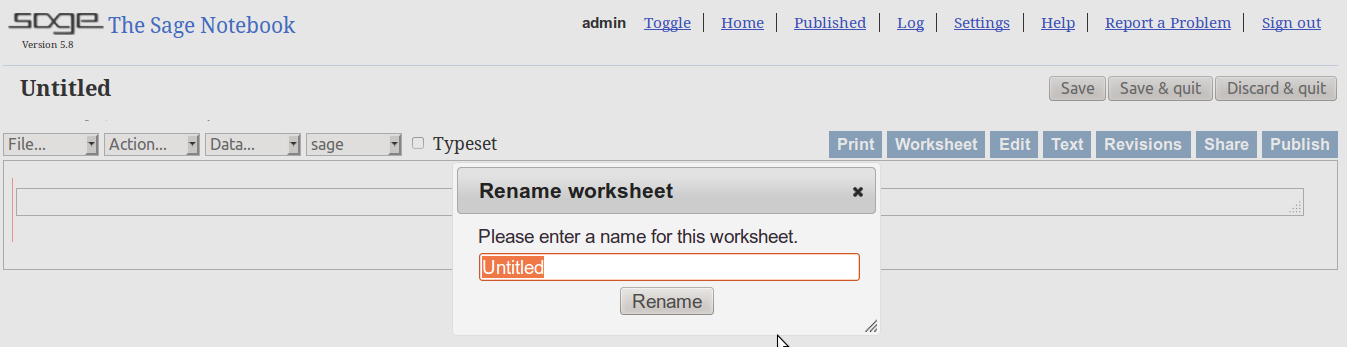 sage The Sage Notebook admin Toggle Home Published Log Settings Help Report a Problem Sign out
Version 5.8
Untitled Save Save & quit Discard & quit
File... Action... Data... sage Typeset Print Worksheet Edit Text Revisions Share Publish
Rename worksheet
Please enter a name for this worksheet.
Untitled
Rename